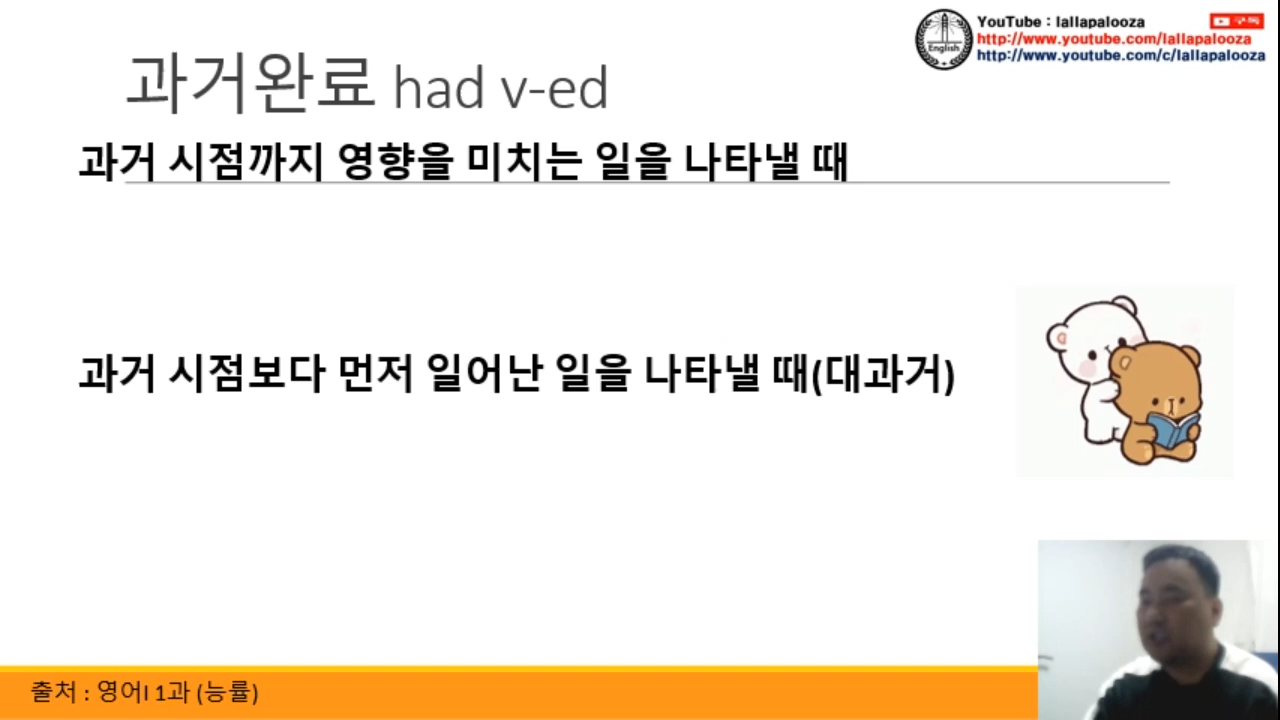 YouTube : lallapalooza
구독
http://www.youtube.com/lallapalooza
http://www.youtube.com/c/lallapalooza
English
과거완료 had v-ed
과거 시점까지 영향을 미치는 일을 나타낼 때
과거 시점보다 먼저 일어난 일을 나타낼 때(대과거)
출처 : 영어I 1과 (능률)